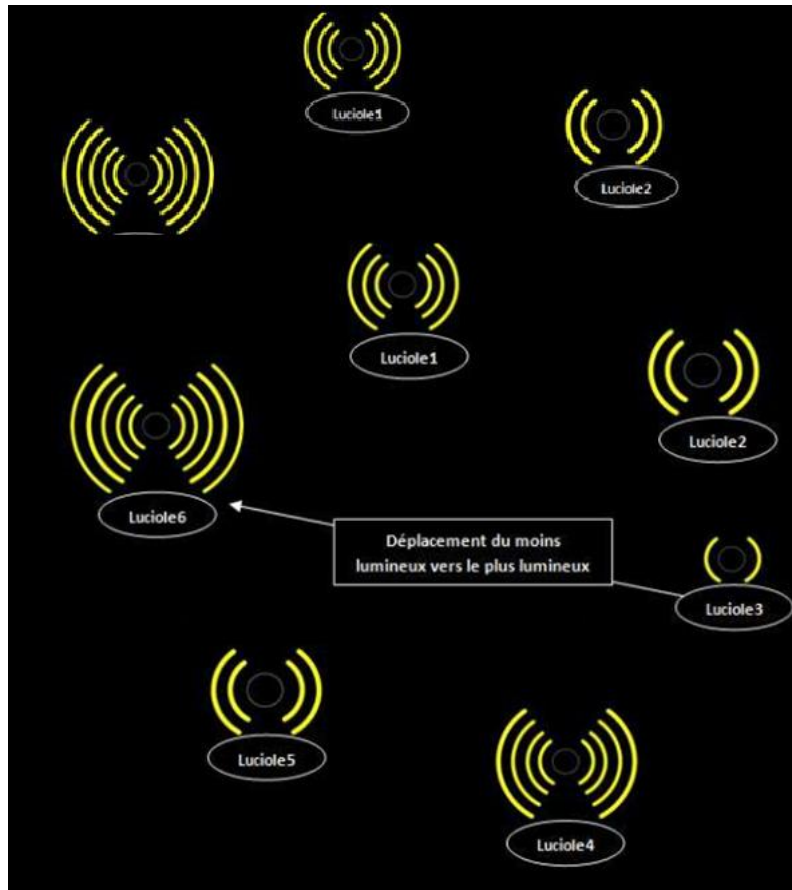 Luciole1
Luciole2
Luciole1
Luciole2
Luciole6
Déplacement du moins
lumineux vers le plus lumineux
Luciole3
Luciole5
Luciole4